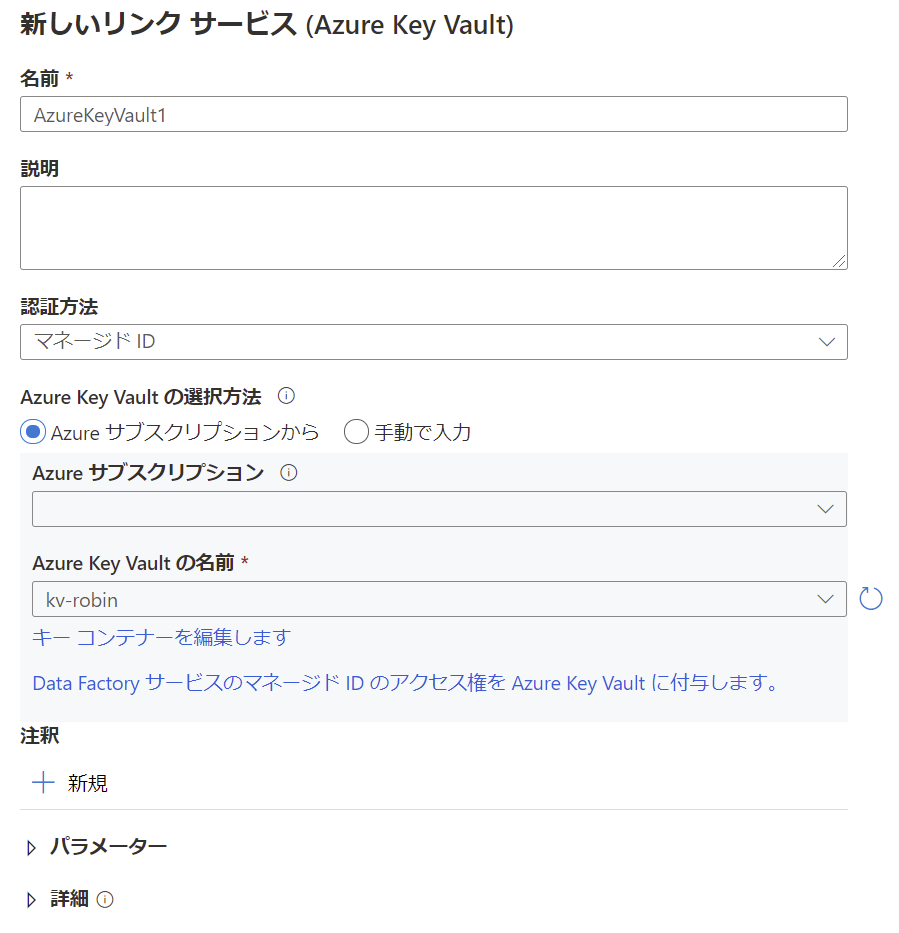 新しいリンク サービス (Azure Key Vault)
名前 *
AzureKeyVault1
説明
認証方法
マネージド ID
Azure Key Vault の選択方法
Azure サブスクリプションから 手動で入力
Azure サブスクリプション
Azure Key Vault の名前 *
kv-robin
キー コンテナーを編集します
Data Factory サービスのマネージド ID のアクセス権を Azure Key Vault に付与します。
注釈
新規
パラメーター
詳細